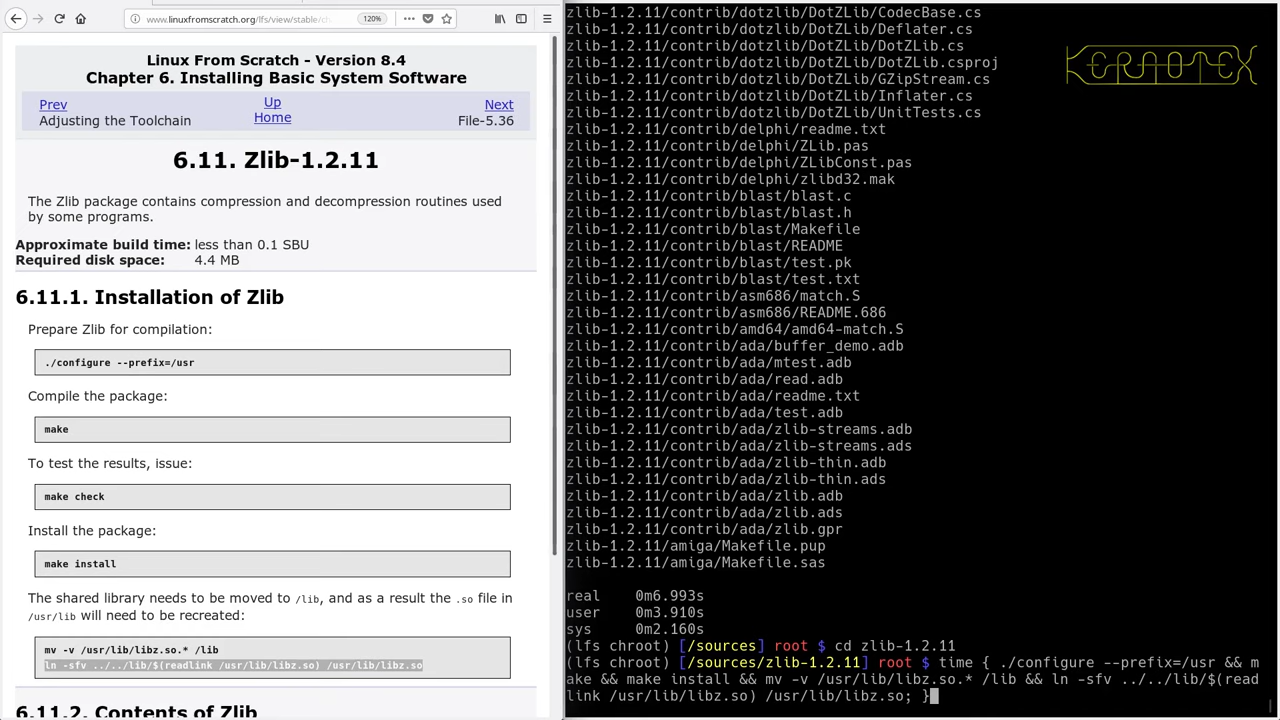 www.linuxfromscratch.org/lfs/view/stable/ch
120%
Linux From Scratch - Version 8.4
Chapter 6. Installing Basic System Software
Prev
Up
Next
Adjusting the Toolchain
Home
File-5.36
6.11. Zlib-1.2.11
The Zlib package contains compression and decompression routines used
by some programs.
Approximate build time: less than 0.1 SBU
Required disk space: 4.4 MB
6.11.1. Installation of Zlib
Prepare Zlib for compilation:
./configure --prefix=/usr
Compile the package:
make
To test the results, issue:
make check
Install the package:
make install
The shared library needs to be moved to /lib, and as a result the .so file in
/usr/lib will need to be recreated:
mv -v /usr/lib/libz.so.* /lib
ln -sfv ../../lib/$(readlink /usr/lib/libz.so) /usr/lib/libz.so
6.11.2. Contents of Zlib
zlib-1.2.11/contrib/dotzlib/DotZLib/CodecBase.cs
zlib-1.2.11/contrib/dotzlib/DotZLib/Deflater.cs
zlib-1.2.11/contrib/dotzlib/DotZLib/DotZLib.cs
zlib-1.2.11/contrib/dotzlib/DotZLib/DotZLib.csproj
zlib-1.2.11/contrib/dotzlib/DotZLib/GZipStream.cs
zlib-1.2.11/contrib/dotzlib/DotZLib/Inflater.cs
zlib-1.2.11/contrib/dotzlib/DotZLib/UnitTests.cs
zlib-1.2.11/contrib/delphi/readme.txt
zlib-1.2.11/contrib/delphi/ZLib.pas
zlib-1.2.11/contrib/delphi/ZLibConst.pas
zlib-1.2.11/contrib/delphi/zlibd32.mak
zlib-1.2.11/contrib/blast/blast.c
zlib-1.2.11/contrib/blast/blast.h
zlib-1.2.11/contrib/blast/Makefile
zlib-1.2.11/contrib/blast/README
zlib-1.2.11/contrib/blast/test.pk
zlib-1.2.11/contrib/blast/test.txt
zlib-1.2.11/contrib/asm686/match.S
zlib-1.2.11/contrib/asm686/README.686
zlib-1.2.11/contrib/amd64/amd64-match.S
zlib-1.2.11/contrib/ada/buffer_demo.adb
zlib-1.2.11/contrib/ada/mtest.adb
zlib-1.2.11/contrib/ada/read.adb
zlib-1.2.11/contrib/ada/readme.txt
zlib-1.2.11/contrib/ada/test.adb
zlib-1.2.11/contrib/ada/zlib-streams.adb
zlib-1.2.11/contrib/ada/zlib-streams.ads
zlib-1.2.11/contrib/ada/zlib-thin.adb
zlib-1.2.11/contrib/ada/zlib-thin.ads
zlib-1.2.11/contrib/ada/zlib.adb
zlib-1.2.11/contrib/ada/zlib.ads
zlib-1.2.11/contrib/ada/zlib.gpr
zlib-1.2.11/amiga/Makefile.pup
zlib-1.2.11/amiga/Makefile.sas
real 0m6.993s
user 0m3.910s
sys 0m2.160s
(lfs chroot) [/sources] root $ cd zlib-1.2.11
(lfs chroot) [/sources/zlib-1.2.11] root $ time { ./configure --prefix=/usr && m
ake && make install && mv -v /usr/lib/libz.so.* /lib && ln -sfv ../../lib/$(read
link /usr/lib/libz.so) /usr/lib/libz.so; }